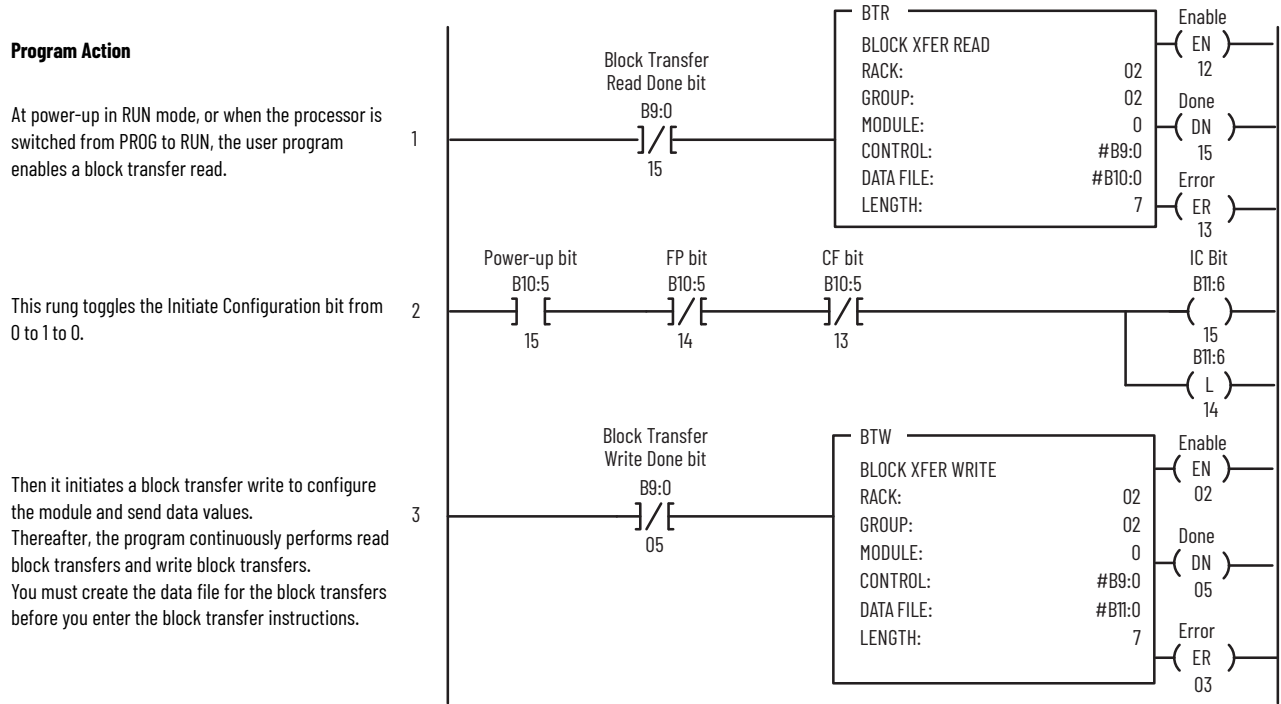 Program Action
At power-up in RUN mode, or when the processor is
switched from PROG to RUN, the user program
enables a block transfer read.
1
Block Transfer
Read Done bit
B9:0
15
BTR
BLOCK XFER READ
RACK: 02
GROUP: 02
MODULE: 0
CONTROL: #B9:0
DATA FILE: #B10:0
LENGTH: 7
Enable
EN
12
Done
DN
15
Error
ER
13
This rung toggles the Initiate Configuration bit from
0 to 1 to 0.
2
Power-up bit
B10:5
15
FP bit
B10:5
14
CF bit
B10:5
13
IC Bit
B11:6
15
B11:6
L
14
Then it initiates a block transfer write to configure
the module and send data values.
Thereafter, the program continuously performs read
block transfers and write block transfers.
You must create the data file for the block transfers
before you enter the block transfer instructions.
3
Block Transfer
Write Done bit
B9:0
05
BTW
BLOCK XFER WRITE
RACK: 02
GROUP: 02
MODULE: 0
CONTROL: #B9:0
DATA FILE: #B11:0
LENGTH: 7
Enable
EN
02
Done
DN
05
Error
ER
03